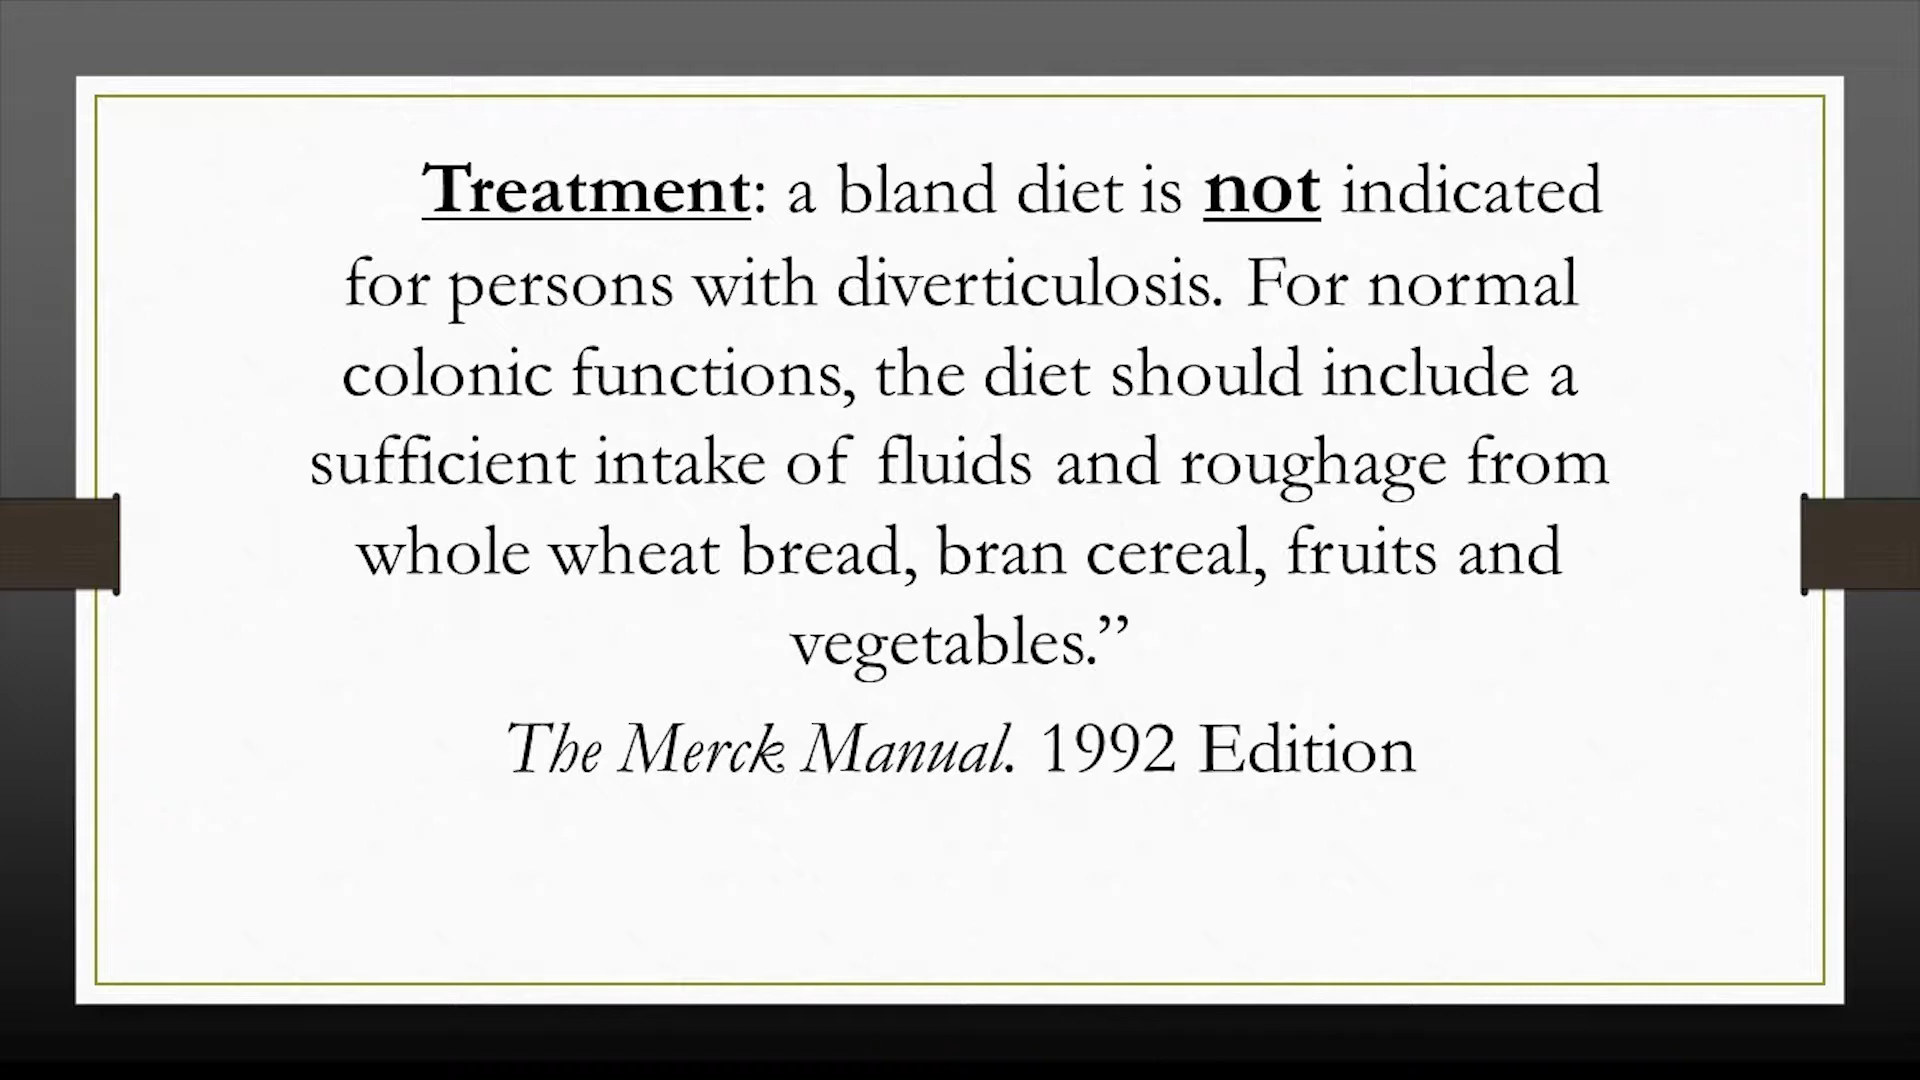 Treatment: a bland diet is not indicated
for persons with diverticulosis. For normal
colonic functions, the diet should include a
sufficient intake of fluids and roughage from
whole wheat bread, bran cereal, fruits and
vegetables.”
The Merck Manual. 1992 Edition